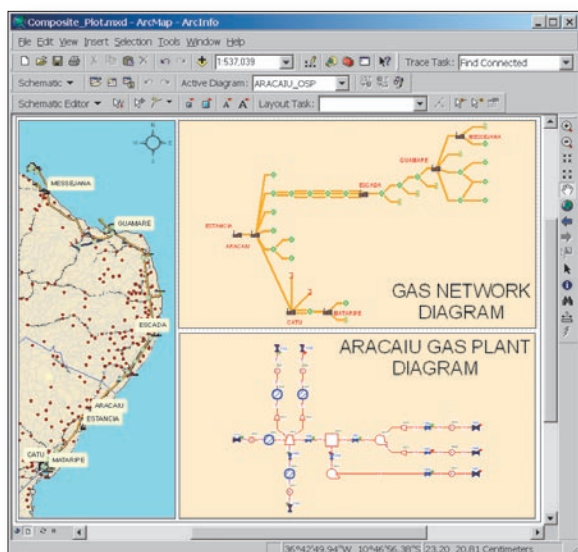 Composite_Plot.mxd - ArcMap - ArcInfo
File Edit View Insert Selection Tools Window Help
1:537,039 Trace Task: Find Connected
Schematic Active Diagram: ARACAIU_OSP
Schematic Editor Layout Task:
MESSEJANA
GUAMARE
ESCADA
ARACAIU
ESTANCIA
CATU
MATARIPE
MESSEJANA
GUAMARE
ESCADA
ESTANCIA
ARACAIU
CATU
MATARIPE
GAS NETWORK
DIAGRAM
ARACAIU GAS PLANT
DIAGRAM
36°42'49.94"W 10°46'56.38"S 23.20 20.81 Centimeters